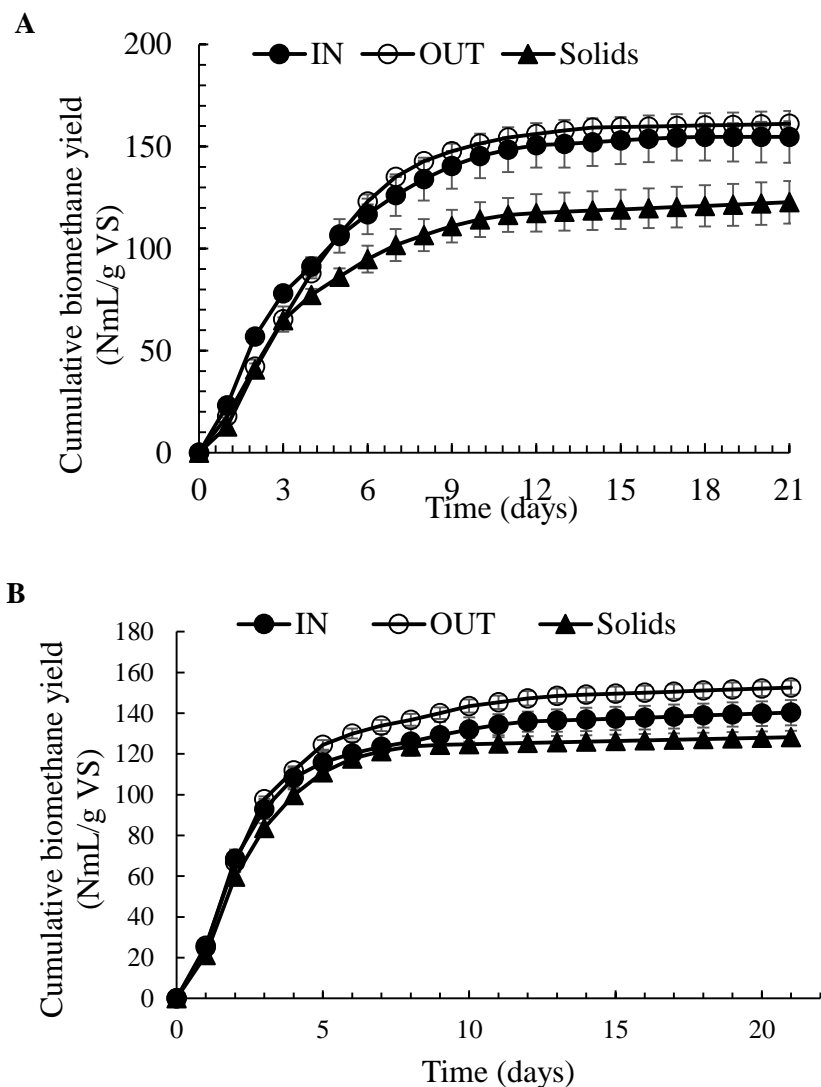 A
IN OUT Solids
200
150
100
50
0
0 3 6 9 12 15 18 21
Time (days)
Cumulative biomethane yield
(NmL/g VS)
B
IN OUT Solids
180
160
140
120
100
80
60
40
20
0
0 5 10 15 20
Time (days)
Cumulative biomethane yield
(NmL/g VS)